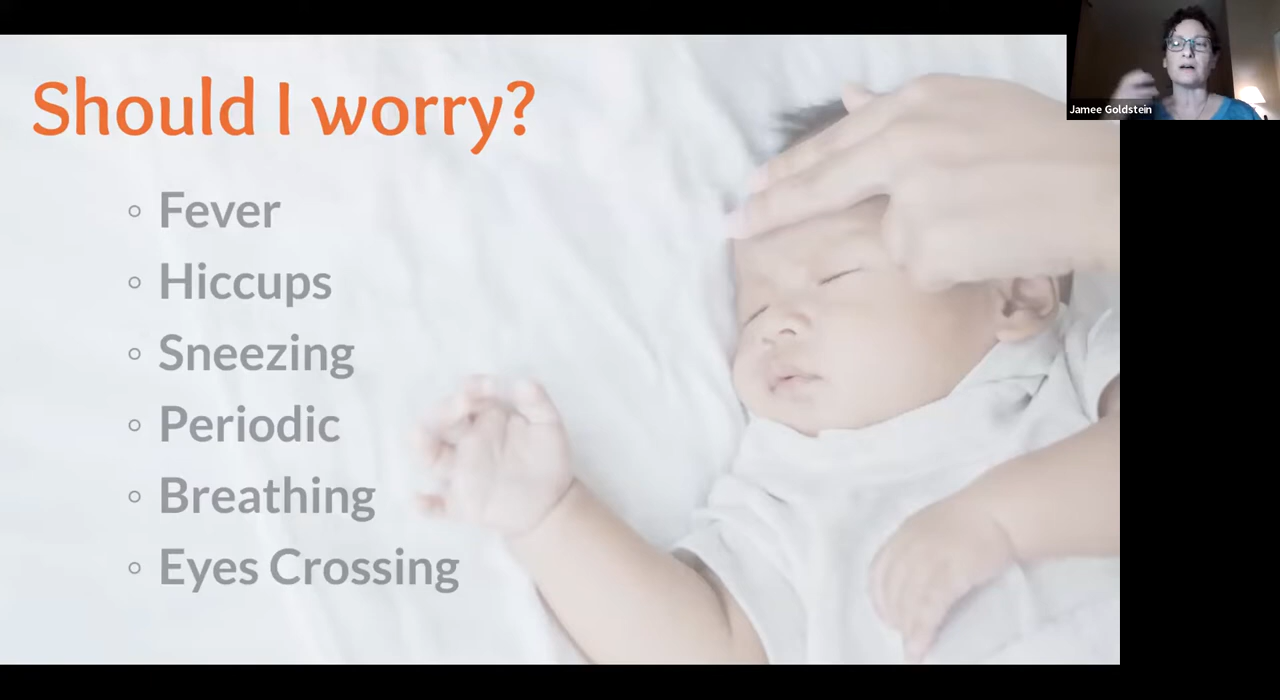 Should I worry?
◦ Fever
◦ Hiccups
◦ Sneezing
◦ Periodic
◦ Breathing
◦ Eyes Crossing
Jamee Goldstein